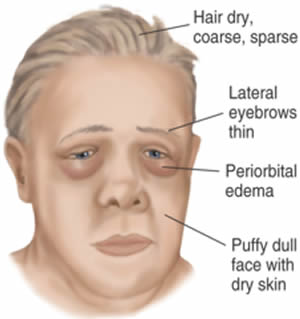 Hair dry,
coarse, sparse
Lateral
eyebrows
thin
Periorbital
edema
Puffy dull
face with
dry skin